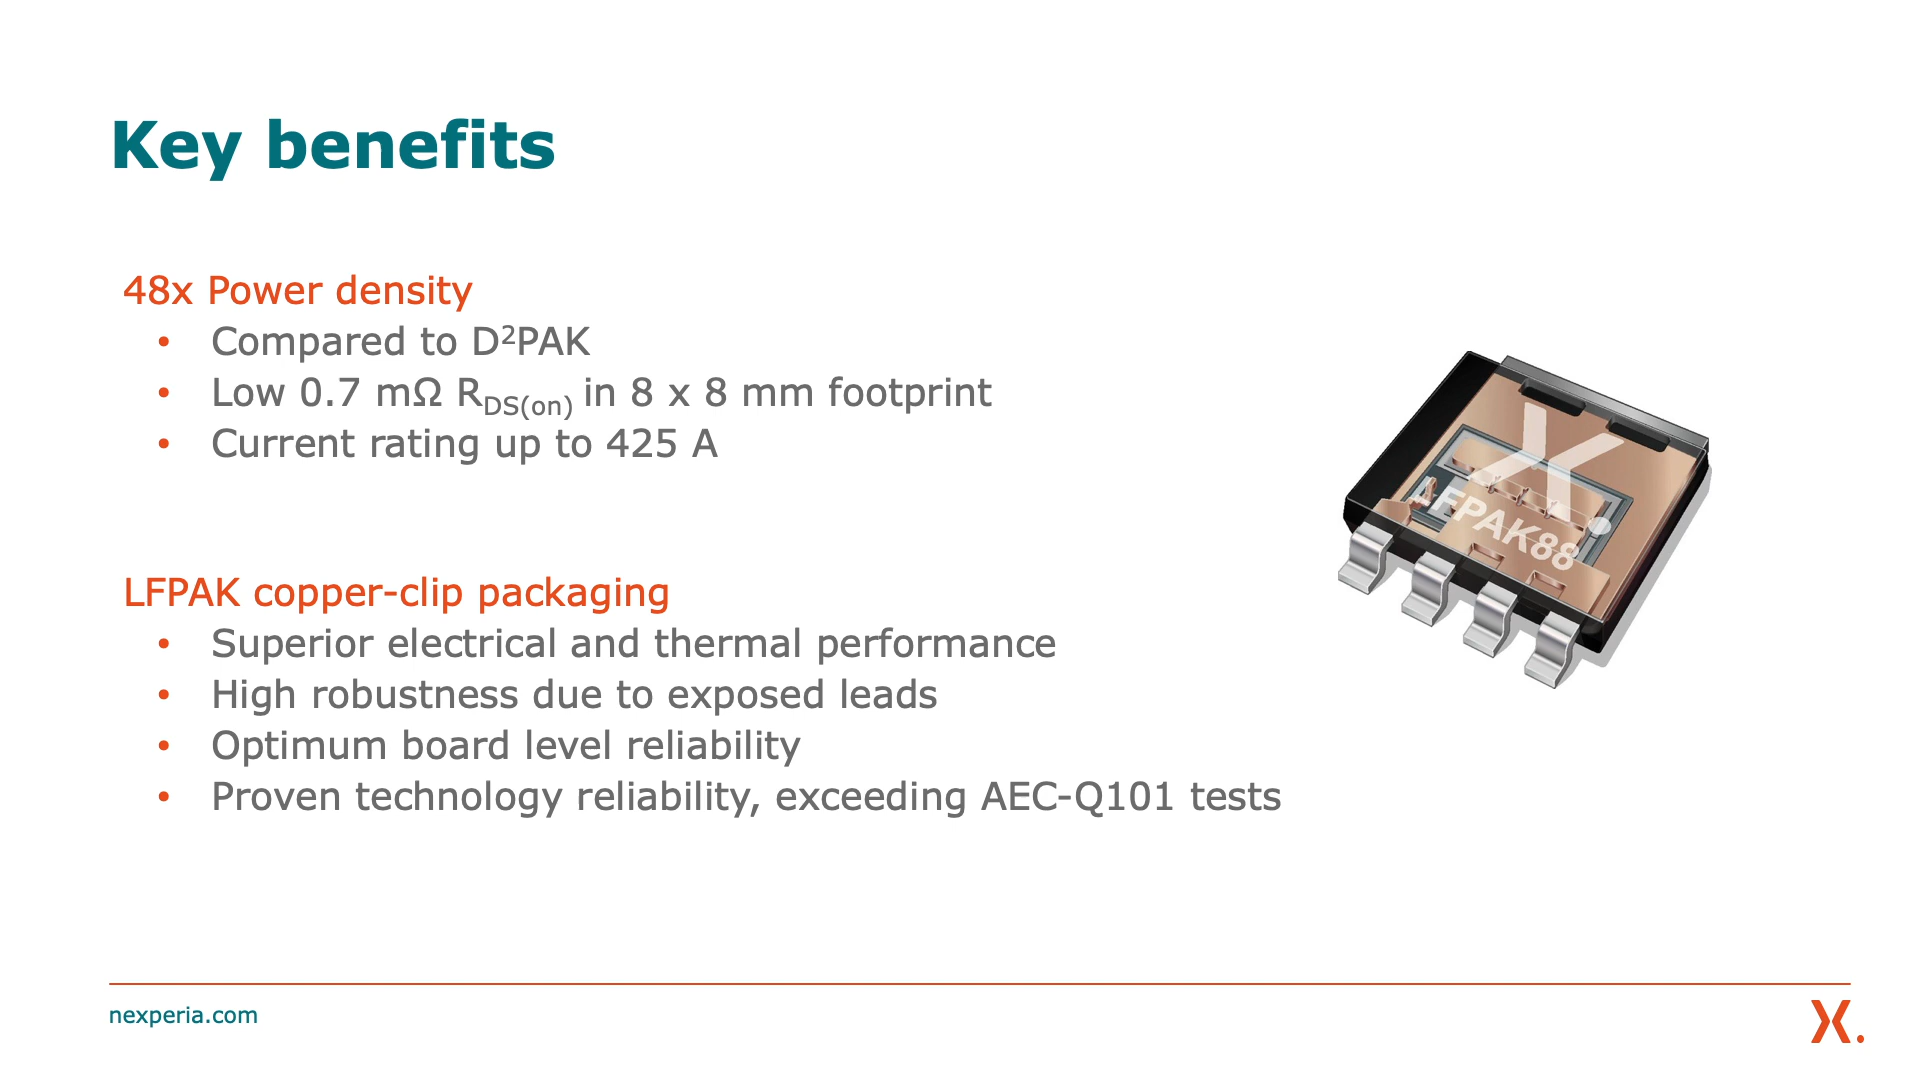 Key benefits
48x Power density
• Compared to D²PAK
• Low 0.7 mΩ RDS(on) in 8 x 8 mm footprint
• Current rating up to 425 A
LFPAK copper-clip packaging
• Superior electrical and thermal performance
• High robustness due to exposed leads
• Optimum board level reliability
• Proven technology reliability, exceeding AEC-Q101 tests
LFPAK88
nexperia.com